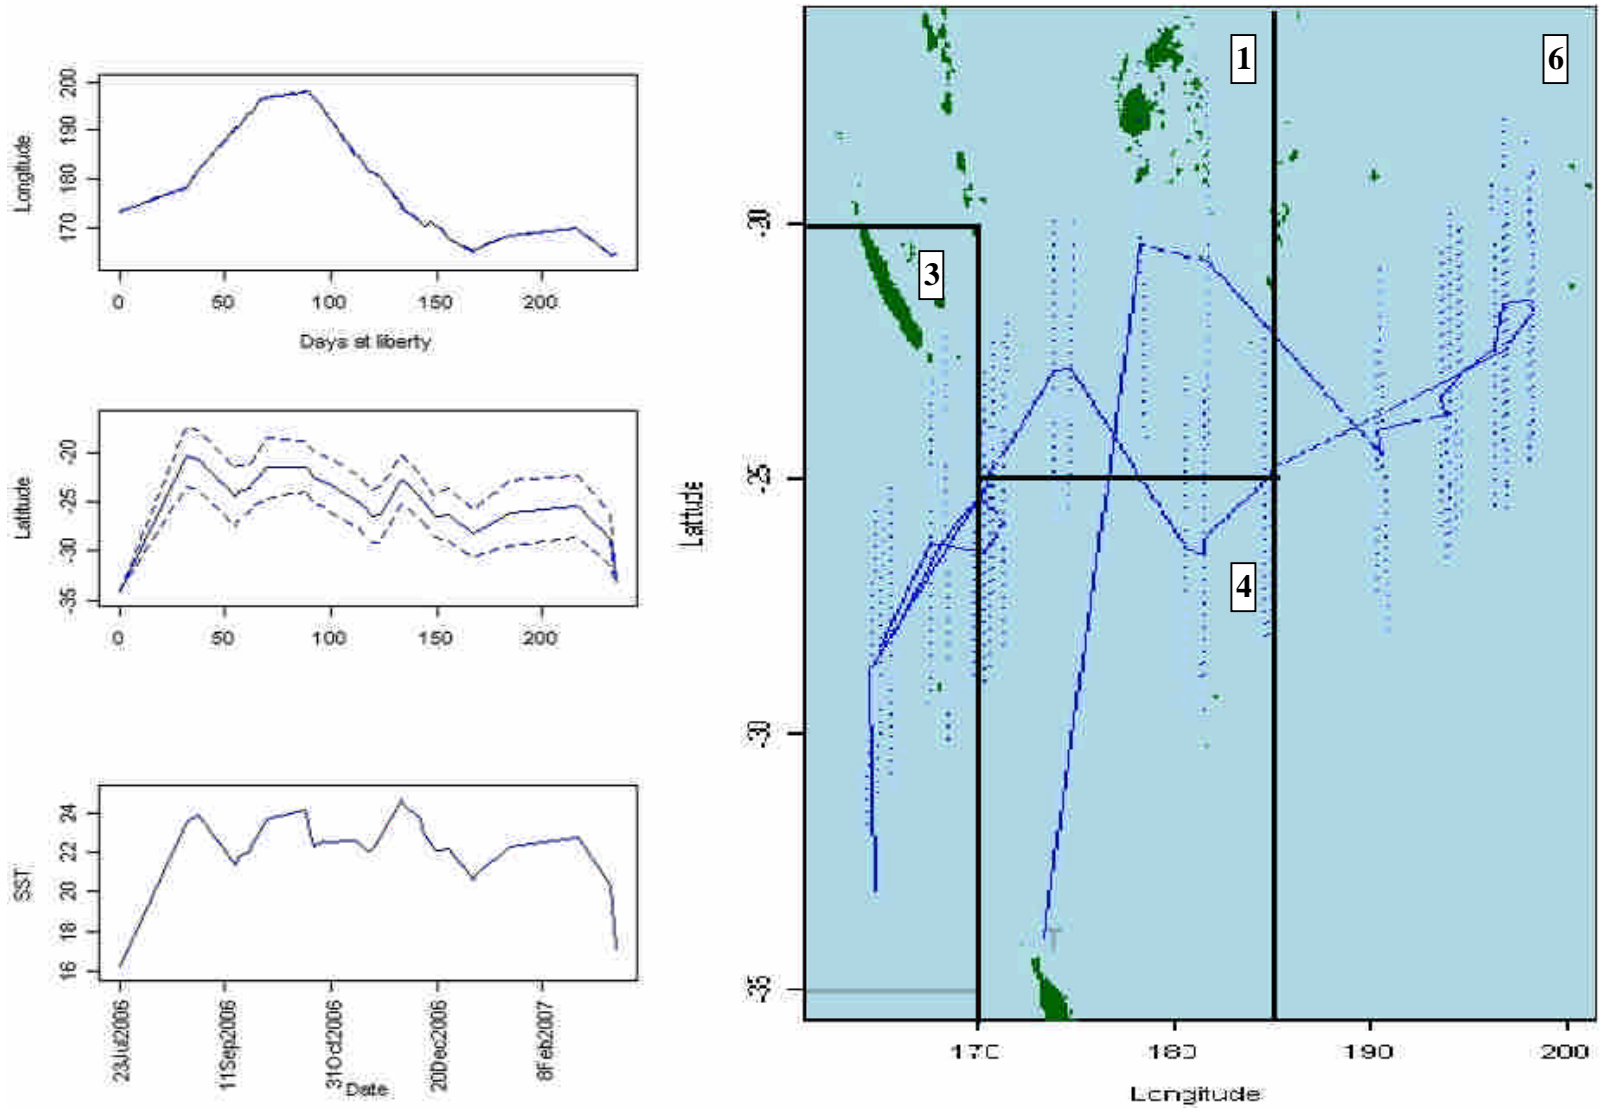 Longitude
200
190
180
170
0 50 100 150 200
Days at liberty
Latitude
-20
-25
-30
-35
0 50 100 150 200
SST
24
22
20
18
16
23Jul2006 11Sep2006 31Oct2006 20Dec2006 8Feb2007
Date
Latitude
-20
-25
-30
-35
1
6
3
4
T
170 180 190 200
Longitude